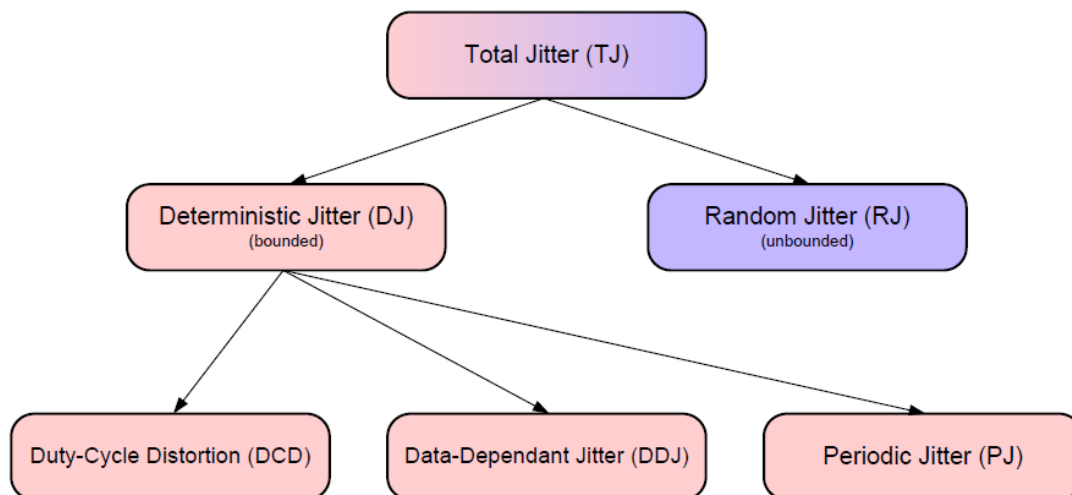 Total Jitter (TJ)
Deterministic Jitter (DJ)
(bounded)
Random Jitter (RJ)
(unbounded)
Duty-Cycle Distortion (DCD)
Data-Dependant Jitter (DDJ)
Periodic Jitter (PJ)